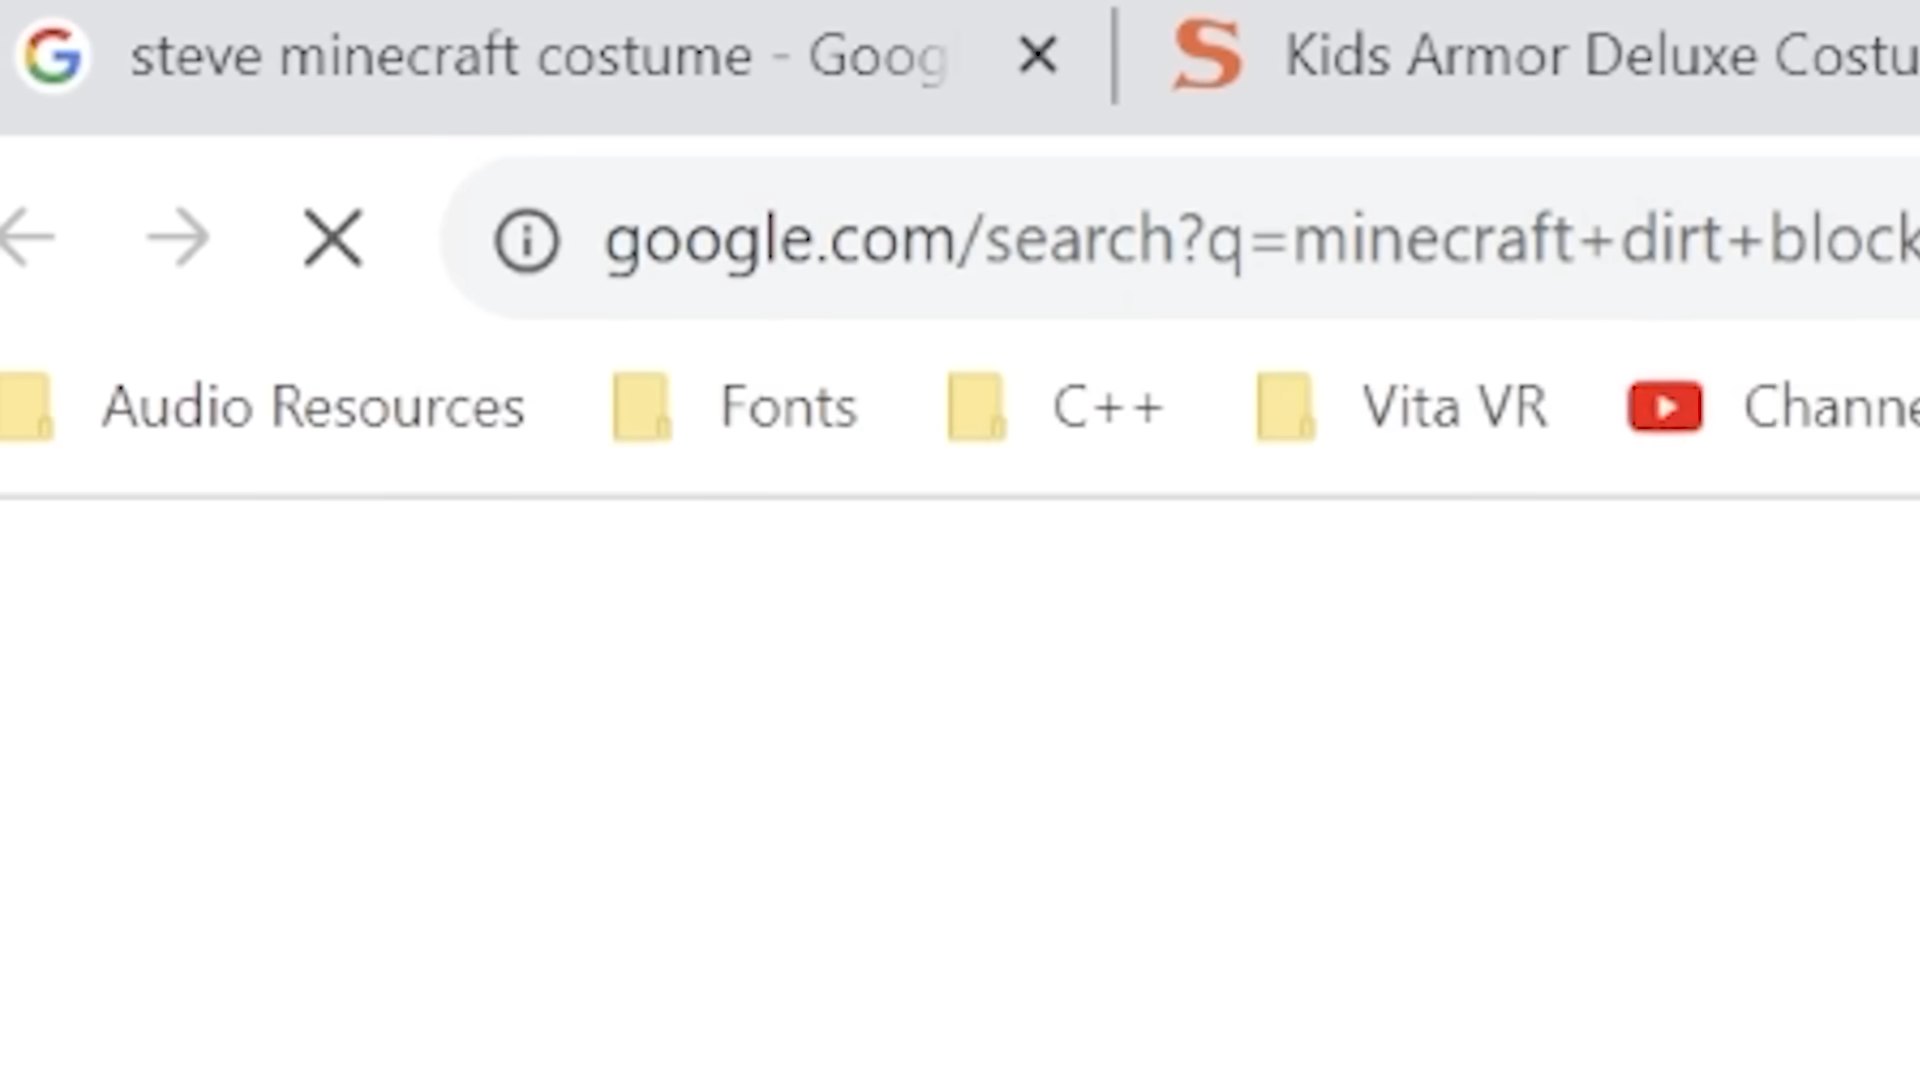 steve minecraft costume - Goog
Kids Armor Deluxe Costu
google.com/search?q=minecraft+dirt+block
Audio Resources
Fonts
C++
Vita VR
Channe